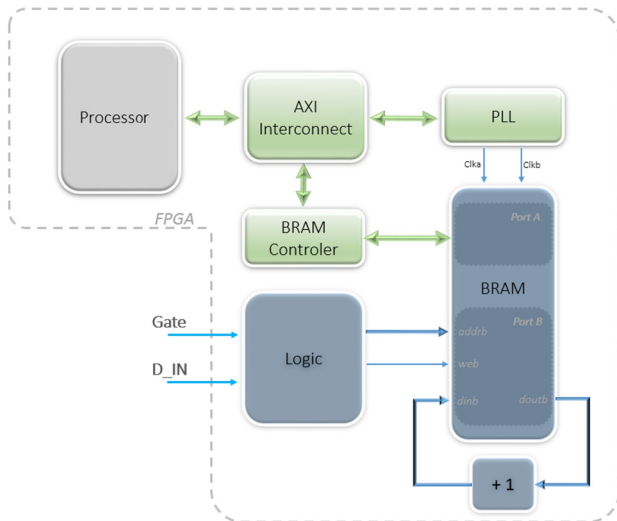 Processor
AXI
Interconnect
PLL
Clka
Clkb
FPGA
BRAM
Controler
Port A
BRAM
Port B
Gate
D_IN
Logic
addrb
web
dinb
doutb
+ 1